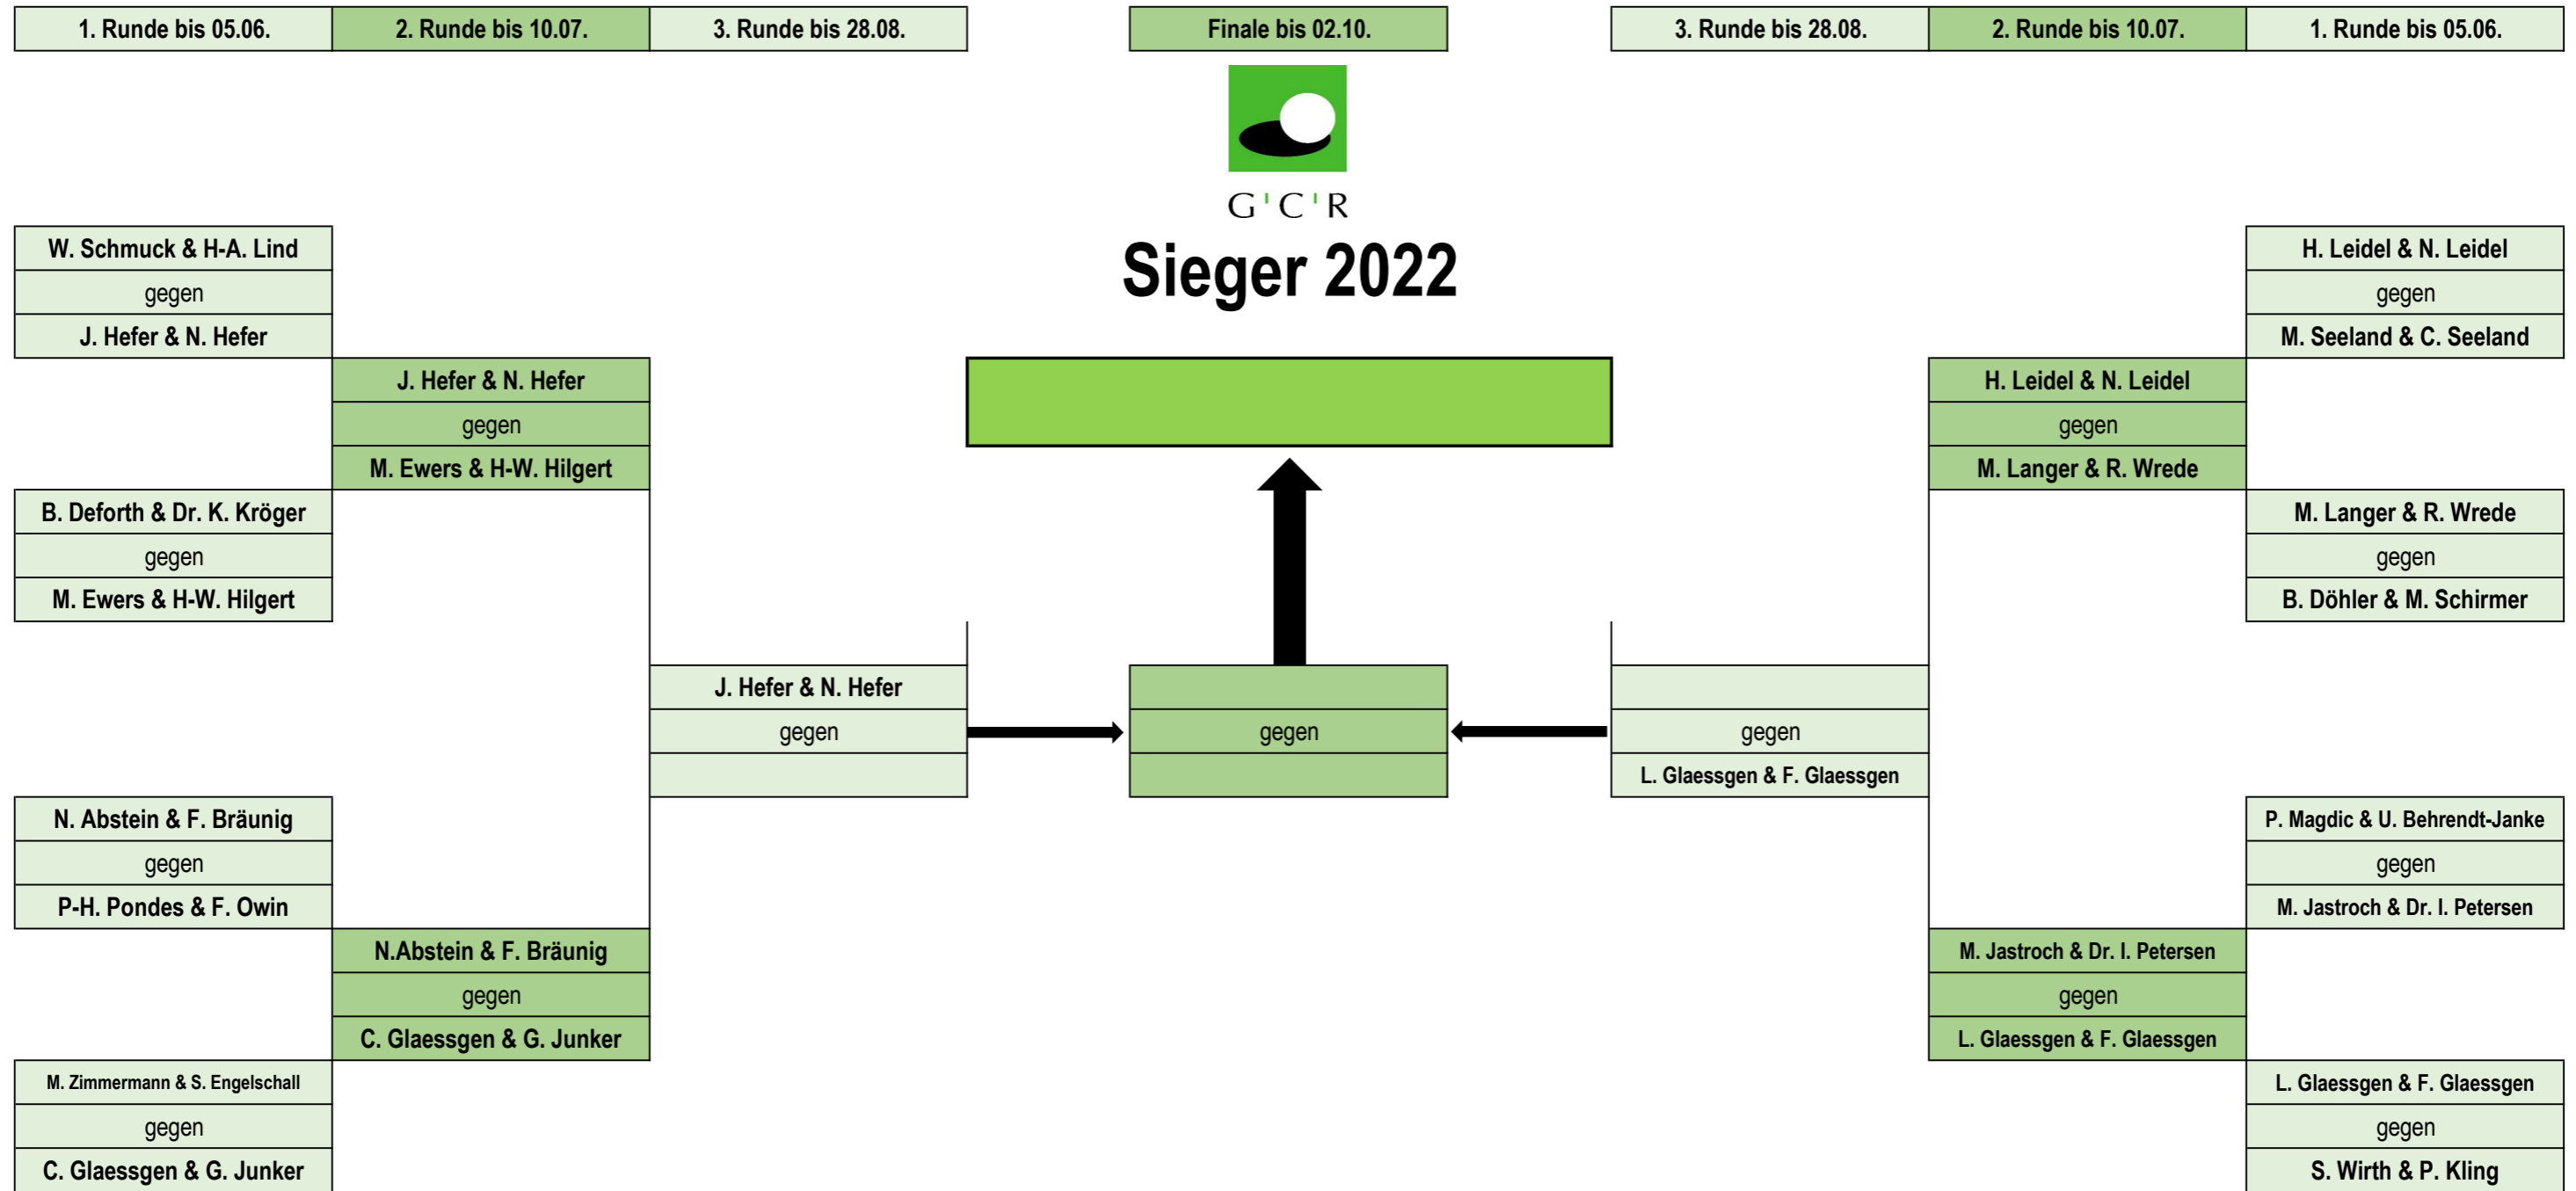 1. Runde bis 05.06.
2. Runde bis 10.07.
3. Runde bis 28.08.
Finale bis 02.10.
3. Runde bis 28.08.
2. Runde bis 10.07.
1. Runde bis 05.06.
G'C'R
Sieger 2022
W. Schmuck & H-A. Lind
gegen
J. Hefer & N. Hefer
B. Deforth & Dr. K. Kröger
gegen
M. Ewers & H-W. Hilgert
N. Abstein & F. Bräunig
gegen
P-H. Pondes & F. Owin
M. Zimmermann & S. Engelschall
gegen
C. Glaessgen & G. Junker
J. Hefer & N. Hefer
gegen
M. Ewers & H-W. Hilgert
N.Abstein & F. Bräunig
gegen
C. Glaessgen & G. Junker
J. Hefer & N. Hefer
gegen
gegen
gegen
L. Glaessgen & F. Glaessgen
H. Leidel & N. Leidel
gegen
M. Langer & R. Wrede
M. Jastroch & Dr. I. Petersen
gegen
L. Glaessgen & F. Glaessgen
H. Leidel & N. Leidel
gegen
M. Seeland & C. Seeland
M. Langer & R. Wrede
gegen
B. Döhler & M. Schirmer
P. Magdic & U. Behrendt-Janke
gegen
M. Jastroch & Dr. I. Petersen
L. Glaessgen & F. Glaessgen
gegen
S. Wirth & P. Kling